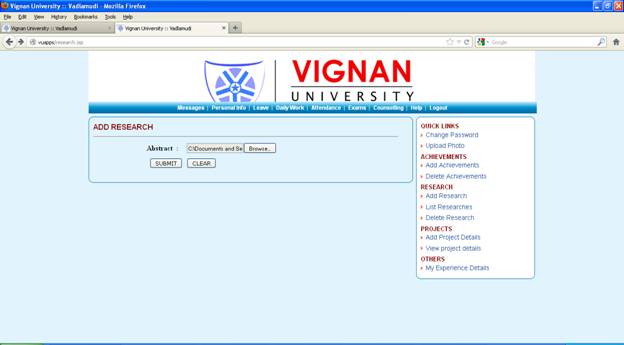 Vignan University :: Vadlamudi - Mozilla Firefox
File Edit View History Bookmarks Tools Help
Vignan University :: Vadlamudi × Vignan University :: Vadlamudi × +
vuapps/research.jsp Google
VIGNAN
UNIVERSITY
Messages | Personal Info | Leave | Daily Work | Attendance | Exams | Counselling | Help | Logout
ADD RESEARCH
Abstract : C:\Documents and Se Browse...
SUBMIT CLEAR
QUICK LINKS
Change Password
Upload Photo
ACHIEVEMENTS
Add Achievements
Delete Achievements
RESEARCH
Add Research
List Researches
Delete Research
PROJECTS
Add Project Details
View project details
OTHERS
My Experience Details